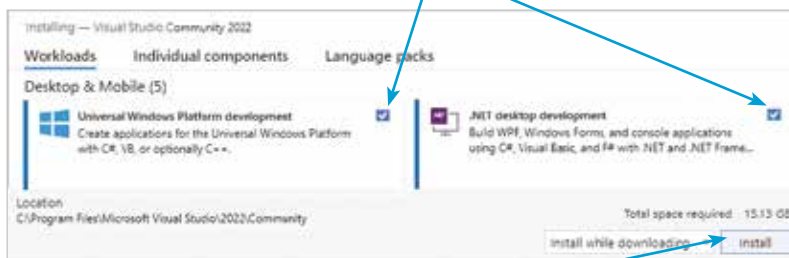 Installing — Visual Studio Community 2022
Workloads Individual components Language packs
Desktop & Mobile (5)
Universal Windows Platform development
Create applications for the Universal Windows Platform
with C#, VB, or optionally C++.
.NET desktop development
Build WPF, Windows Forms, and console applications
using C#, Visual Basic, and F# with .NET and .NET Frame...
Location
C:\Program Files\Microsoft Visual Studio\2022\Community
Total space required 15.13 GB
Install while downloading
Install